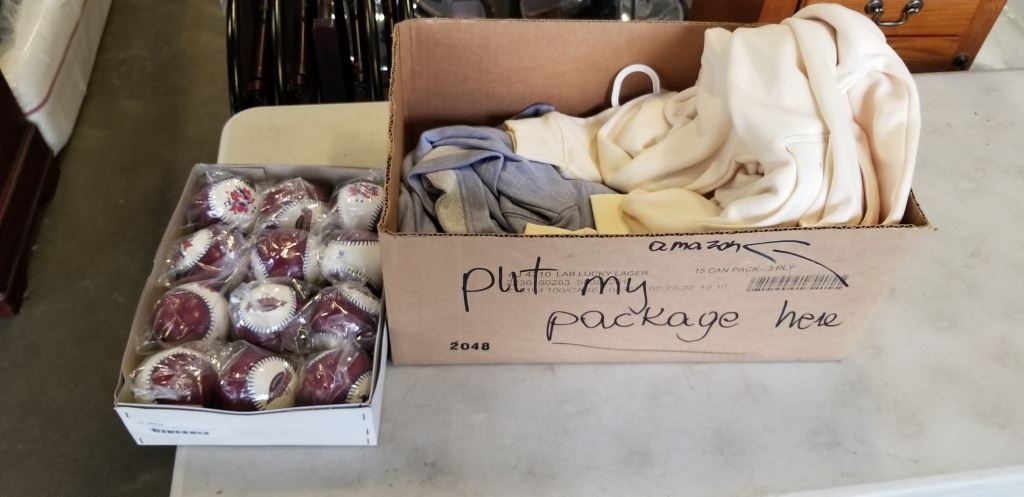 amazon
LAB LUCKY LAGER
15 CAN PACK - 3 PLY
put my
package here
2048